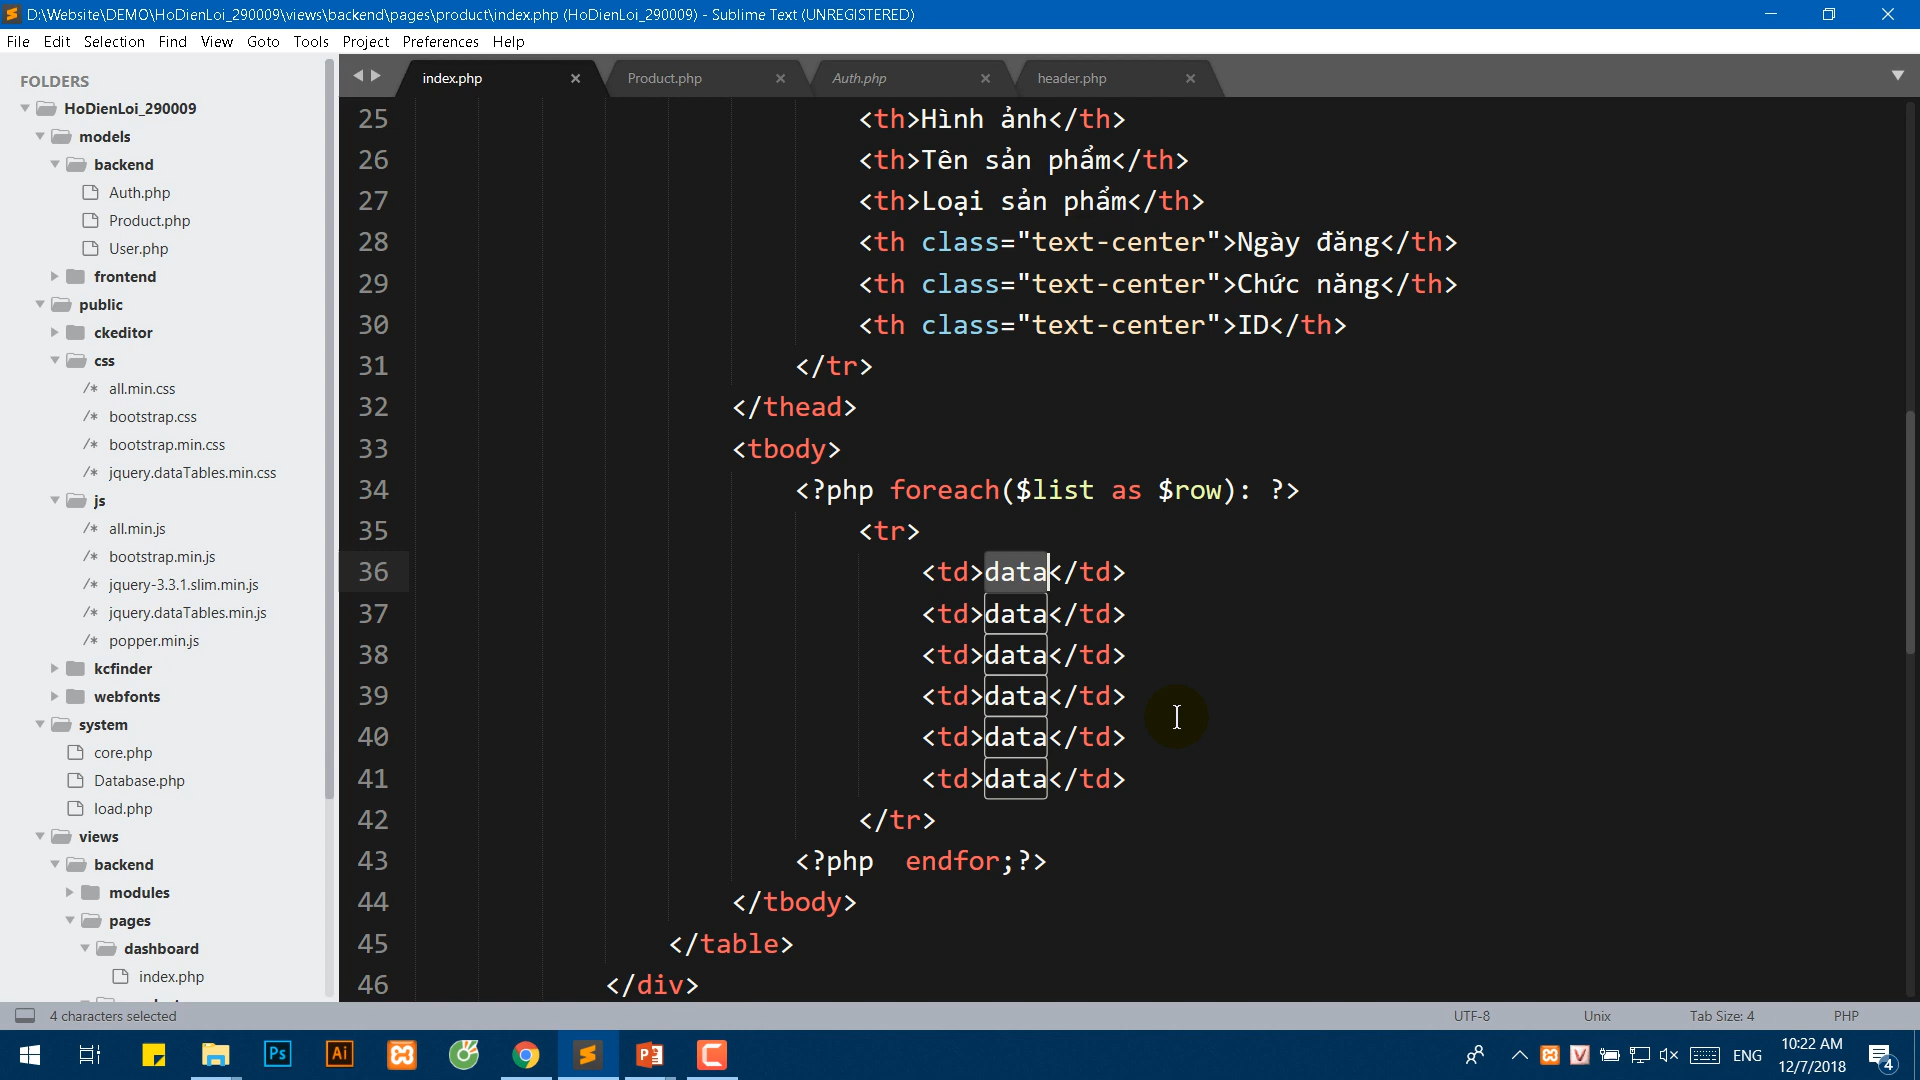 D:\Website\DEMO\HoDienLoi_290009\views\backend\pages\product\index.php (HoDienLoi_290009) - Sublime Text (UNREGISTERED)
File Edit Selection Find View Goto Tools Project Preferences Help
FOLDERS
HoDienLoi_290009
models
backend
Auth.php
Product.php
User.php
frontend
public
ckeditor
css
/* all.min.css
/* bootstrap.css
/* bootstrap.min.css
/* jquery.dataTables.min.css
js
/* all.min.js
/* bootstrap.min.js
/* jquery-3.3.1.slim.min.js
/* jquery.dataTables.min.js
/* popper.min.js
kcfinder
webfonts
system
core.php
Database.php
load.php
views
backend
modules
pages
dashboard
index.php
index.php Product.php Auth.php header.php
25 <th>Hình ảnh</th>
26 <th>Tên sản phẩm</th>
27 <th>Loại sản phẩm</th>
28 <th class="text-center">Ngày đăng</th>
29 <th class="text-center">Chức năng</th>
30 <th class="text-center">ID</th>
31 </tr>
32 </thead>
33 <tbody>
34 <?php foreach($list as $row): ?>
35 <tr>
36 <td>data</td>
37 <td>data</td>
38 <td>data</td>
39 <td>data</td>
40 <td>data</td>
41 <td>data</td>
42 </tr>
43 <?php  endfor;?>
44 </tbody>
45 </table>
46 </div>
4 characters selected UTF-8 Unix Tab Size: 4 PHP
Ps Ai ENG 10:22 AM
12/7/2018 4